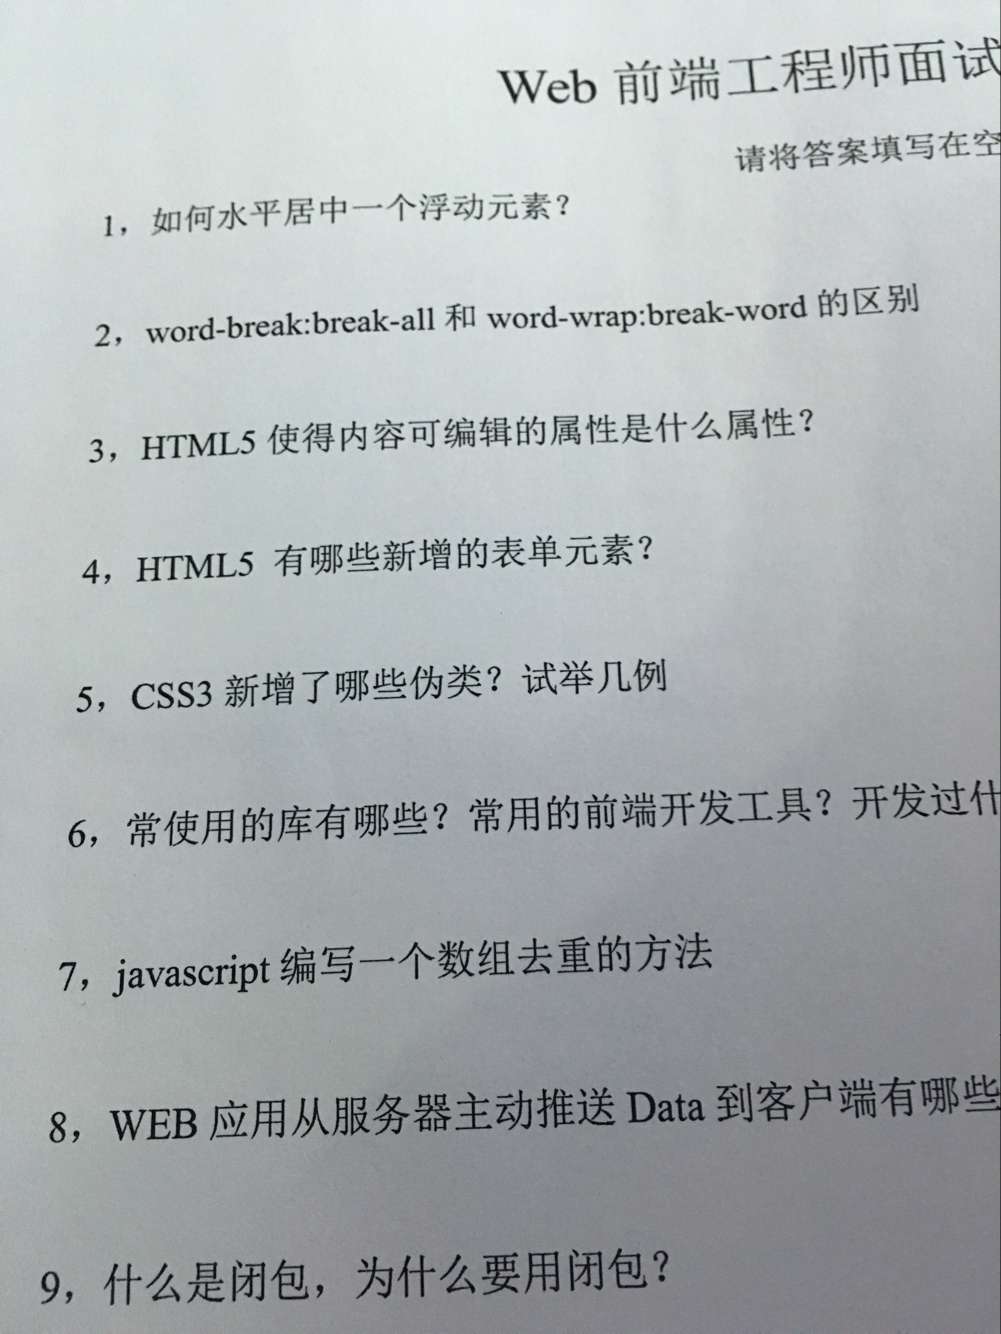 Web 前端工程师面试
请将答案填写在空
1，如何水平居中一个浮动元素？
2，word-break:break-all 和 word-wrap:break-word 的区别
3，HTML5 使得内容可编辑的属性是什么属性？
4，HTML5 有哪些新增的表单元素？
5，CSS3 新增了哪些伪类？试举几例
6，常使用的库有哪些？常用的前端开发工具？开发过什
7，javascript 编写一个数组去重的方法
8，WEB 应用从服务器主动推送 Data 到客户端有哪些
9，什么是闭包，为什么要用闭包？